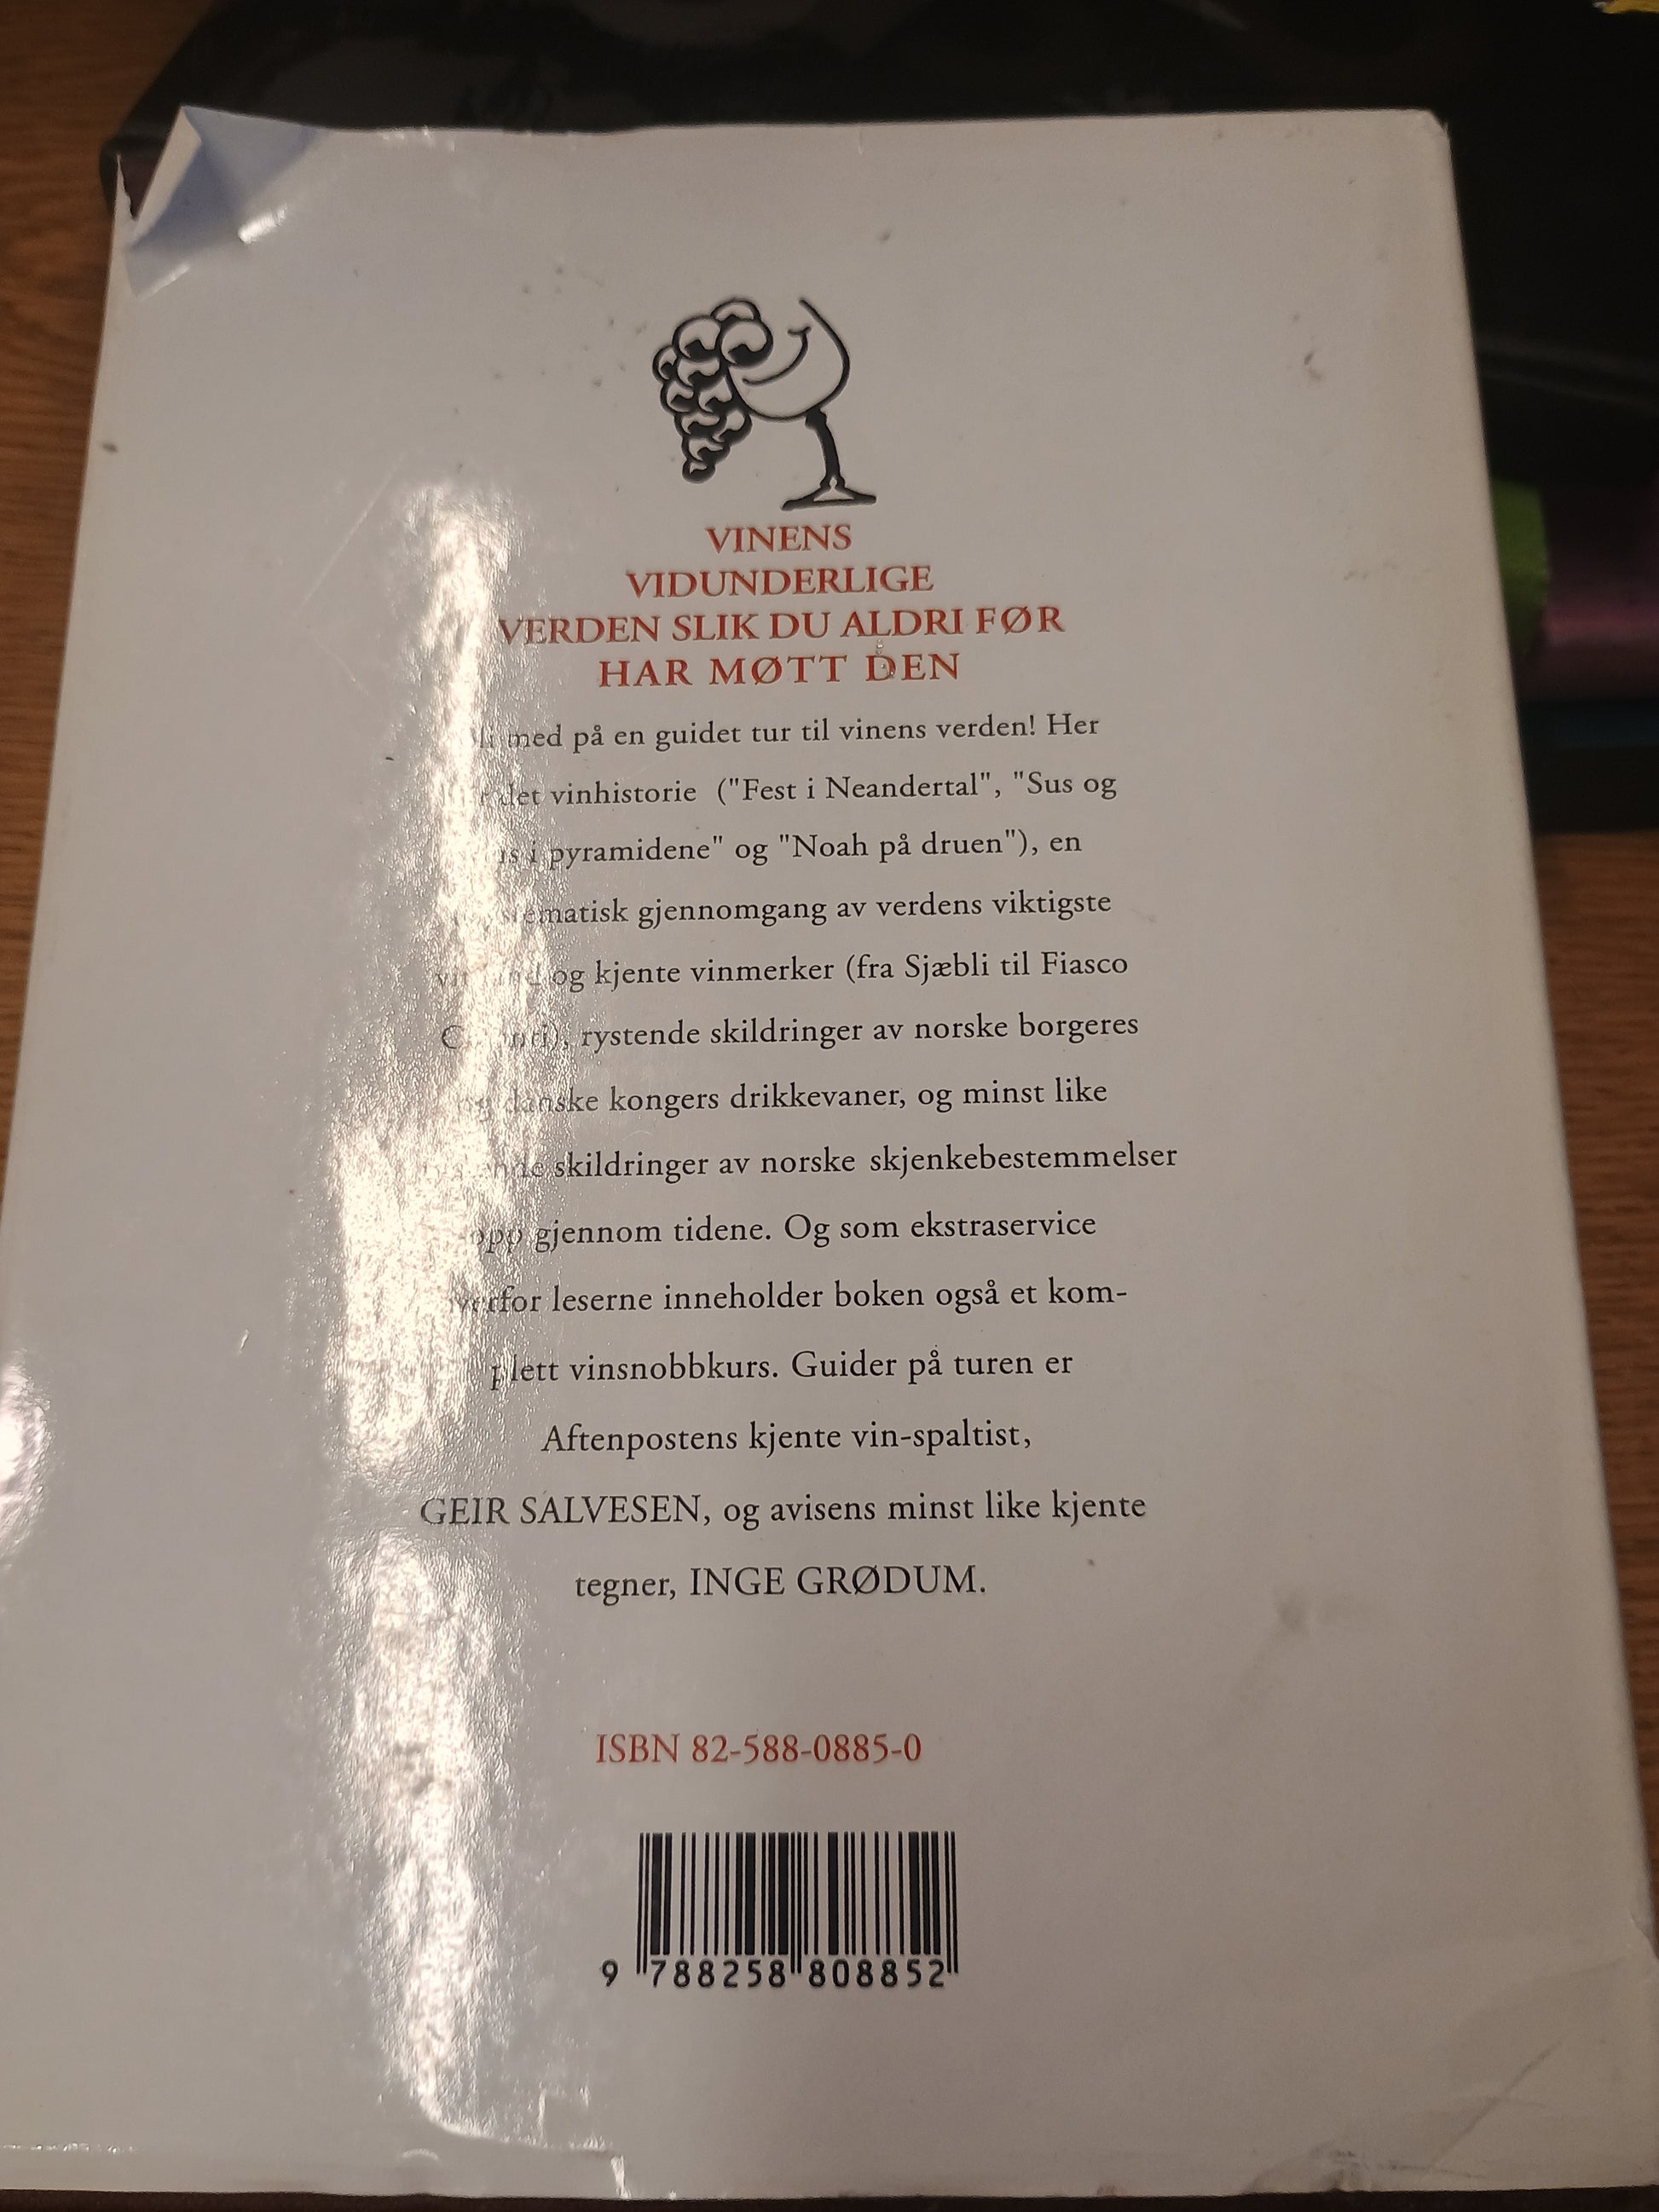 VINENS
VIDUNDERLIGE
VERDEN SLIK DU ALDRI FØR
HAR MØTT DEN
med på en guidet tur til vinens verden! Her
det vinhistorie ("Fest i Neandertal", "Sus og
i pyramidene" og "Noah på druen"), en
gjennomgang av verdens viktigste
og kjente vinmerker (fra Sjæbli til Fiasco
rystende skildringer av norske borgeres
og danske kongers drikkevaner, og minst like
skildringer av norske skjenkebestemmelser
opp gjennom tidene. Og som ekstraservice
leserne inneholder boken også et kom-
plett vinsnobbkurs. Guider på turen er
Aftenpostens kjente vin-spaltist,
GEIR SALVESEN, og avisens minst like kjente
tegner, INGE GRØDUM.
ISBN 82-588-0885-0
9 788258 808852